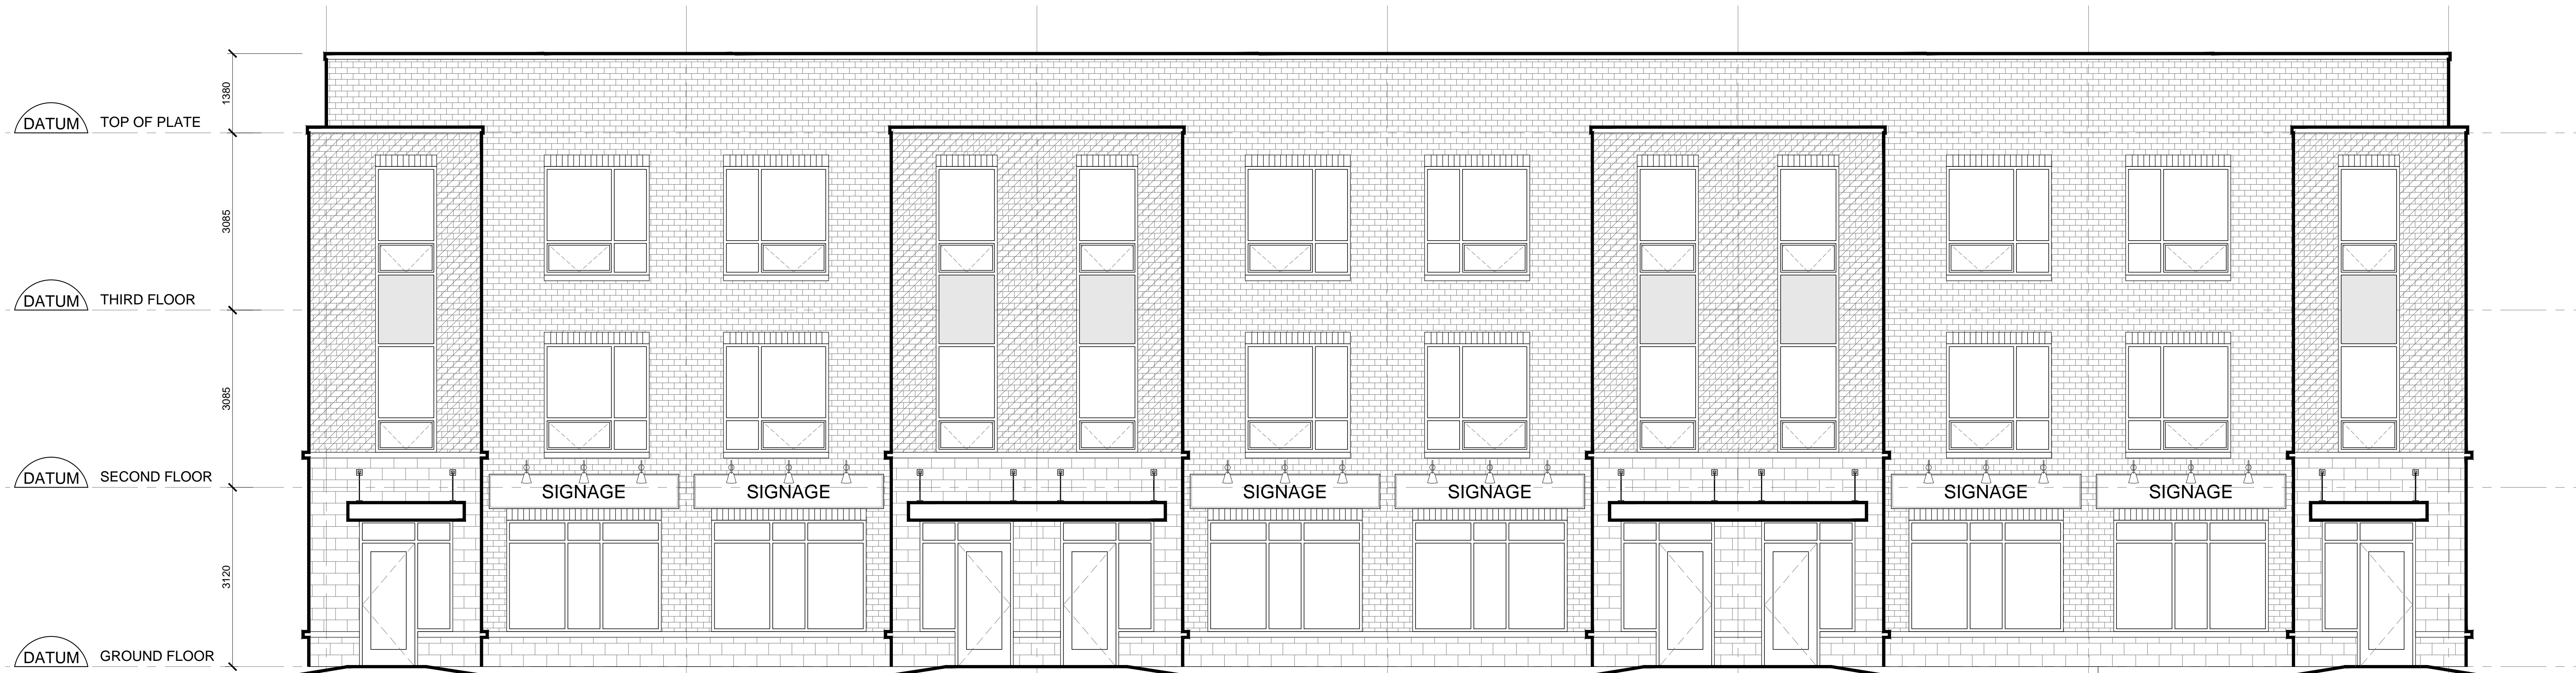 1380
DATUM TOP OF PLATE
3085
DATUM THIRD FLOOR
3085
DATUM SECOND FLOOR
SIGNAGE SIGNAGE SIGNAGE SIGNAGE SIGNAGE SIGNAGE
3120
DATUM GROUND FLOOR